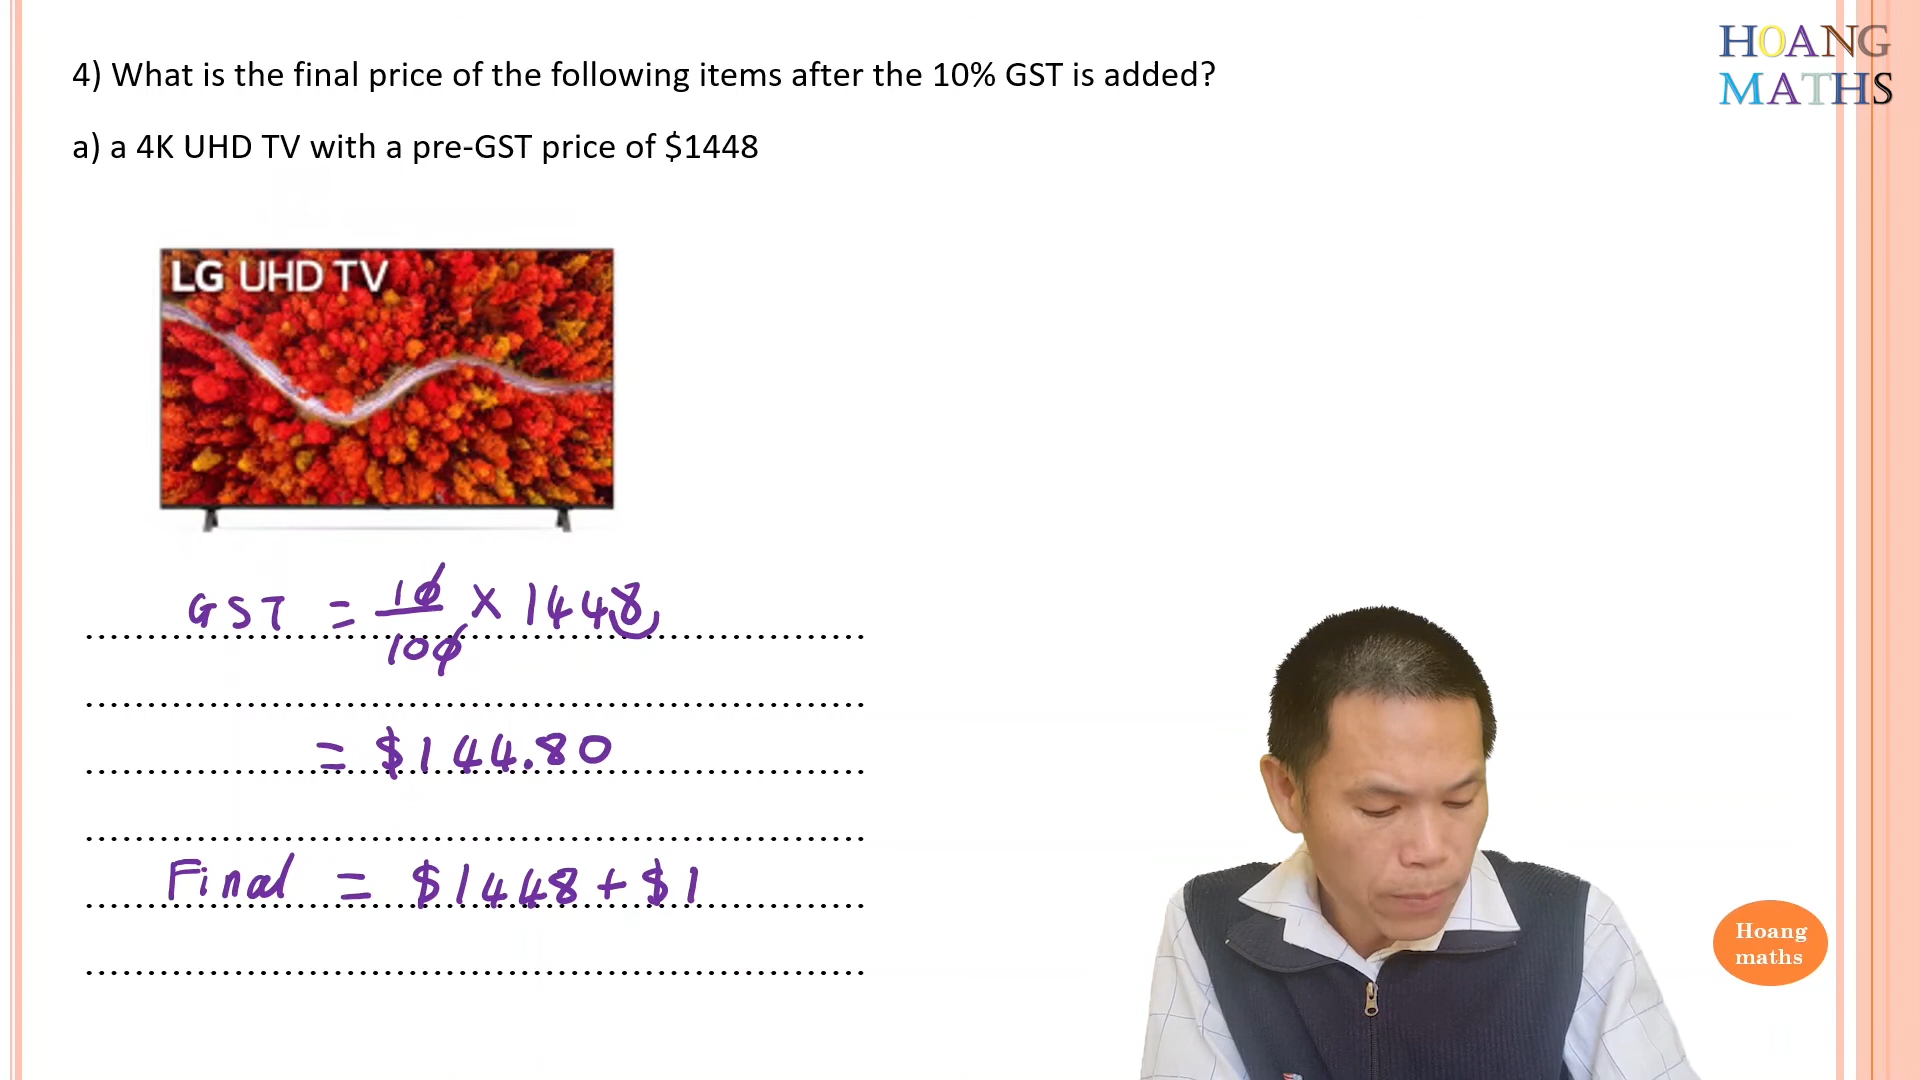 HOANG
MATHS
4) What is the final price of the following items after the 10% GST is added?
a) a 4K UHD TV with a pre-GST price of $1448
LG UHD TV
GST = 10/100 × 1448
= $144.80
Final = $1448 + $1
Hoang
maths